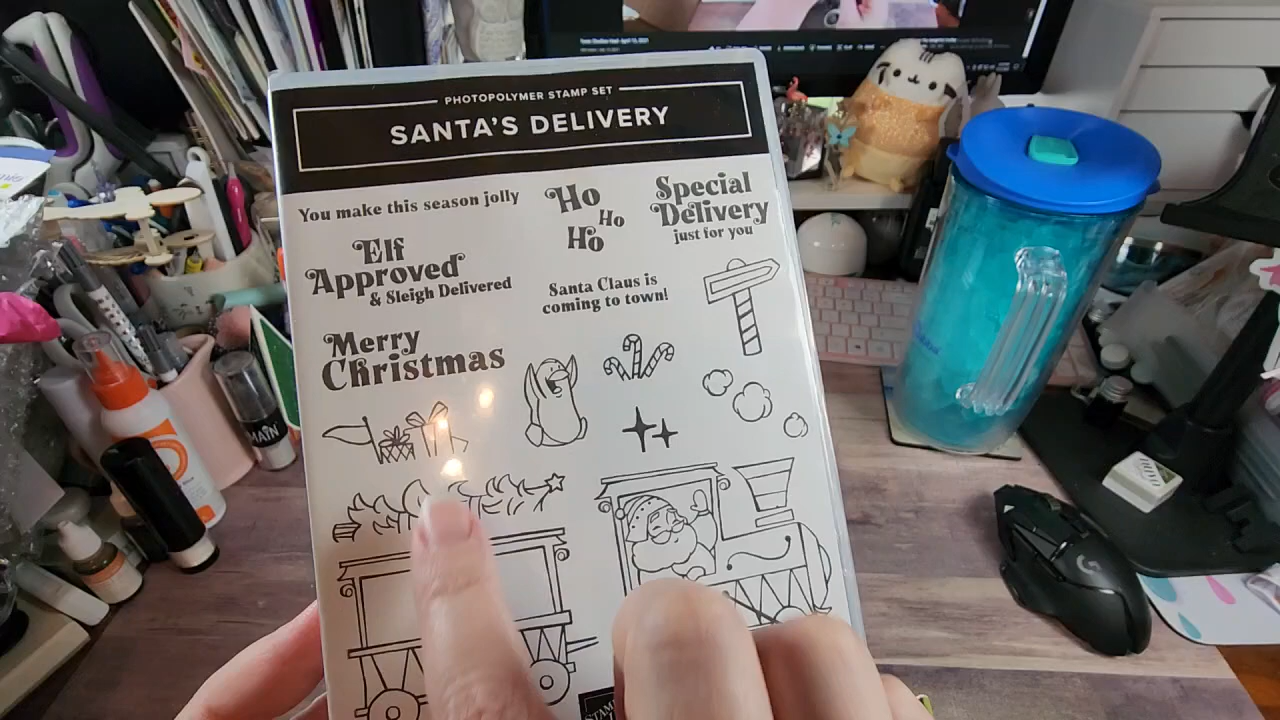 PHOTOPOLYMER STAMP SET
SANTA'S DELIVERY
You make this season jolly
Ho
Ho
Ho
Special
Delivery
just for you
Elf
Approved
& Sleigh Delivered
Santa Claus is
coming to town!
Merry
Christmas
MAIN
G